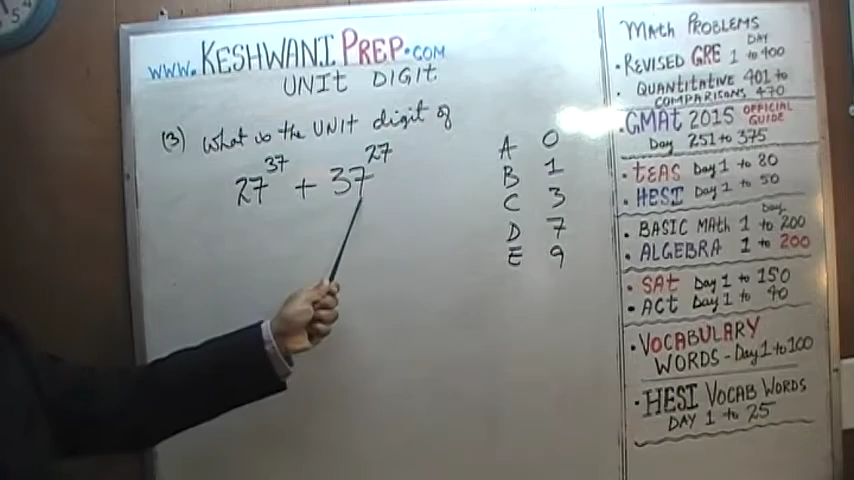 www.KESHWANIPREP.COM
UNIT DIGIT
(3) What is the UNIT digit of
27^37 + 37^27
A 0
B 1
C 3
D 7
E 9
MATH PROBLEMS
• REVISED GRE DAY 1 to 400
• QUANTITATIVE 401 to
COMPARISONS 470
• GMAT 2015 OFFICIAL GUIDE
Day 251 to 375
• TEAS Day 1 to 80
• HESI Day 1 to 50
• BASIC MATH Day 1 to 200
• ALGEBRA 1 to 200
• SAT Day 1 to 150
• ACT Day 1 to 40
• VOCABULARY
WORDS - Day 1 to 100
• HESI VOCAB WORDS
DAY 1 to 25